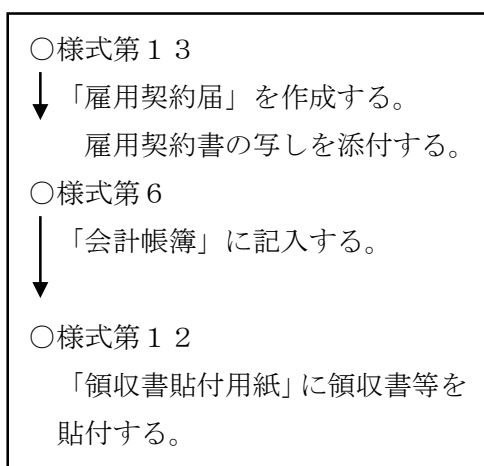 ○様式第１３
「雇用契約届」を作成する。
雇用契約書の写しを添付する。
○様式第６
「会計帳簿」に記入する。
○様式第１２
「領収書貼付用紙」に領収書等を
貼付する。